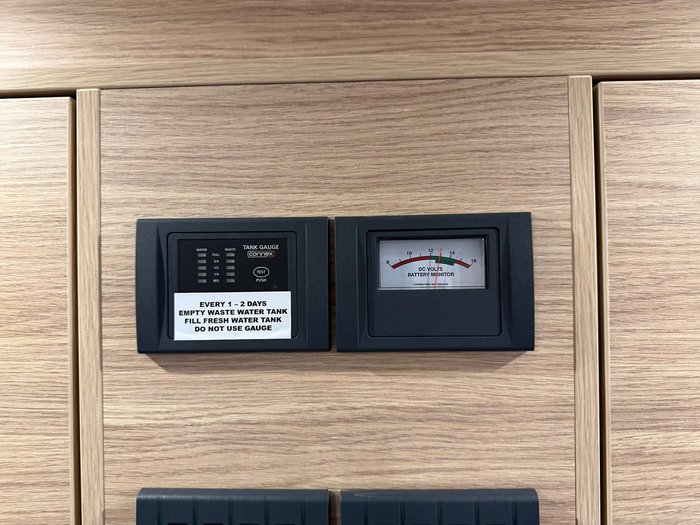 WATER WASTE
FULL
3/4
1/2
1/4
RES
TANK GAUGE
connex
TEST
PUSH
EVERY 1 – 2 DAYS
EMPTY WASTE WATER TANK
FILL FRESH WATER TANK
DO NOT USE GAUGE
8 10 12 14 16
DC VOLTS
BATTERY MONITOR